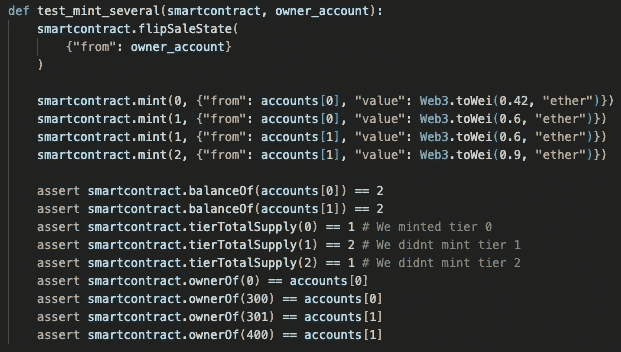 def test_mint_several(smartcontract, owner_account):
    smartcontract.flipSaleState(
        {"from": owner_account}
    )
    smartcontract.mint(0, {"from": accounts[0], "value": Web3.toWei(0.42, "ether")})
    smartcontract.mint(1, {"from": accounts[0], "value": Web3.toWei(0.6, "ether")})
    smartcontract.mint(1, {"from": accounts[1], "value": Web3.toWei(0.6, "ether")})
    smartcontract.mint(2, {"from": accounts[1], "value": Web3.toWei(0.9, "ether")})
    assert smartcontract.balanceOf(accounts[0]) == 2
    assert smartcontract.balanceOf(accounts[1]) == 2
    assert smartcontract.tierTotalSupply(0) == 1 # We minted tier 0
    assert smartcontract.tierTotalSupply(1) == 2 # We didnt mint tier 1
    assert smartcontract.tierTotalSupply(2) == 1 # We didnt mint tier 2
    assert smartcontract.ownerOf(0) == accounts[0]
    assert smartcontract.ownerOf(300) == accounts[0]
    assert smartcontract.ownerOf(301) == accounts[1]
    assert smartcontract.ownerOf(400) == accounts[1]